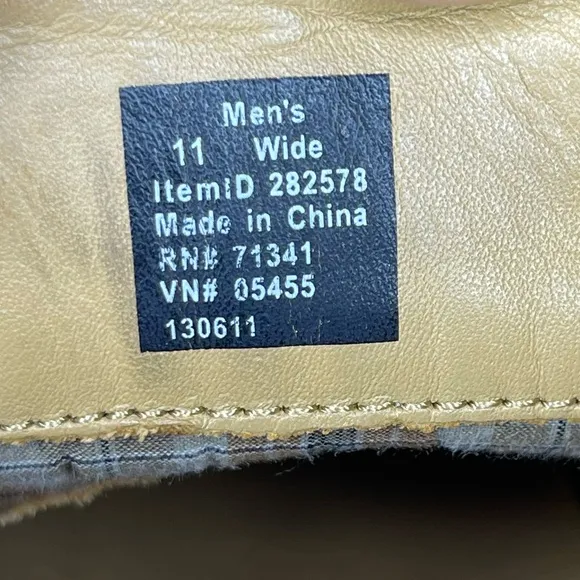 Men's
11 Wide
ItemID 282578
Made in China
RN# 71341
VN# 05455
130611